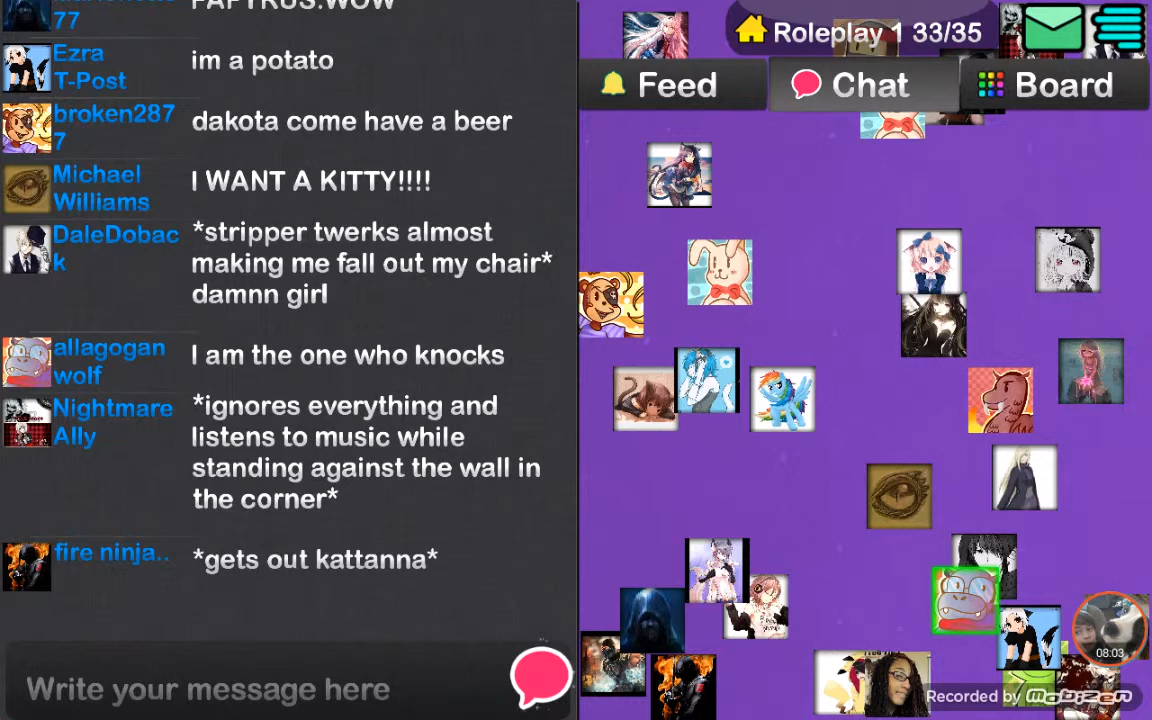 77
PAPYRUS.WOW
Ezra
T-Post
im a potato
broken287
7
dakota come have a beer
Michael
Williams
I WANT A KITTY!!!!
DaleDobac
k
*stripper twerks almost
making me fall out my chair*
damnn girl
allagogan
wolf
I am the one who knocks
Nightmare
Ally
*ignores everything and
listens to music while
standing against the wall in
the corner*
fire ninja..
*gets out kattanna*
Write your message here
Roleplay 1 33/35
Feed
Chat
Board
08:03
Recorded by mobizen